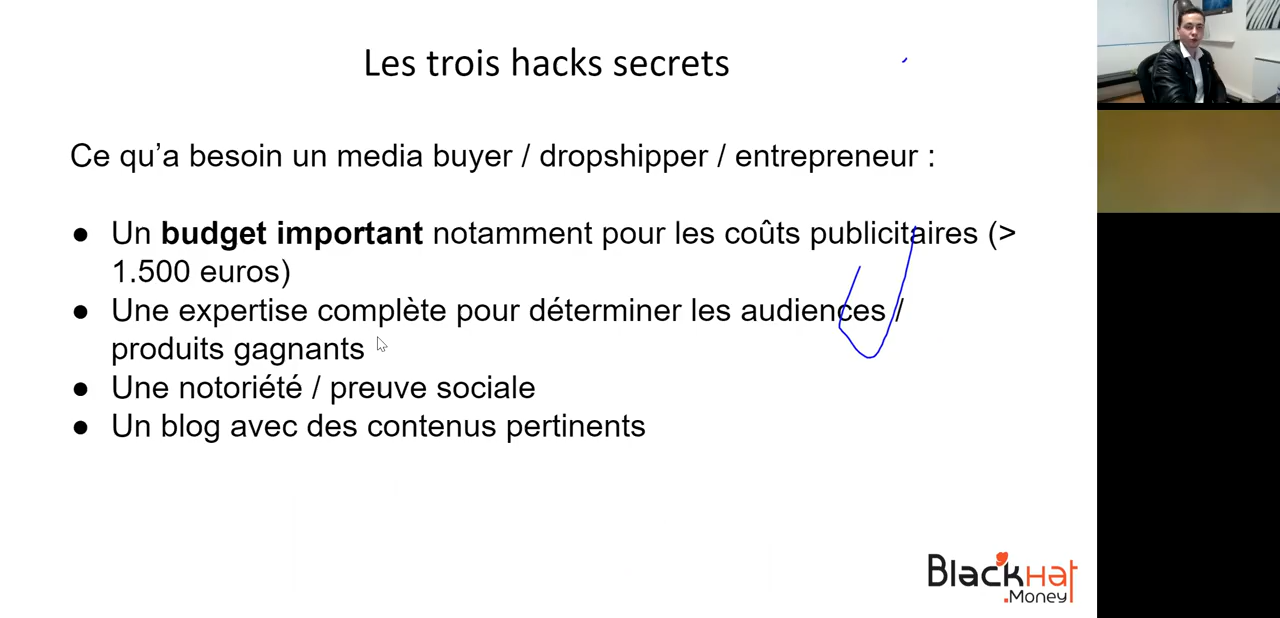 Les trois hacks secrets
Ce qu’a besoin un media buyer / dropshipper / entrepreneur :
● Un budget important notamment pour les coûts publicitaires (>
1.500 euros)
● Une expertise complète pour déterminer les audiences /
produits gagnants
● Une notoriété / preuve sociale
● Un blog avec des contenus pertinents
BlackHat
.Money